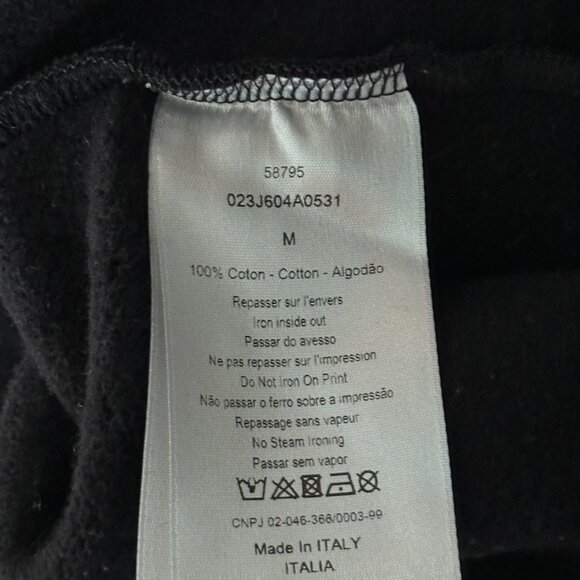 58795
023J604A0531
M
100% Coton - Cotton - Algodão
Repasser sur l'envers
Iron inside out
Passar do avesso
Ne pas repasser sur l'impression
Do Not Iron On Print
Não passar o ferro sobre a impressão
Repassage sans vapeur
No Steam Ironing
Passar sem vapor
CNPJ 02-046-366/0003-99
Made In ITALY
ITALIA